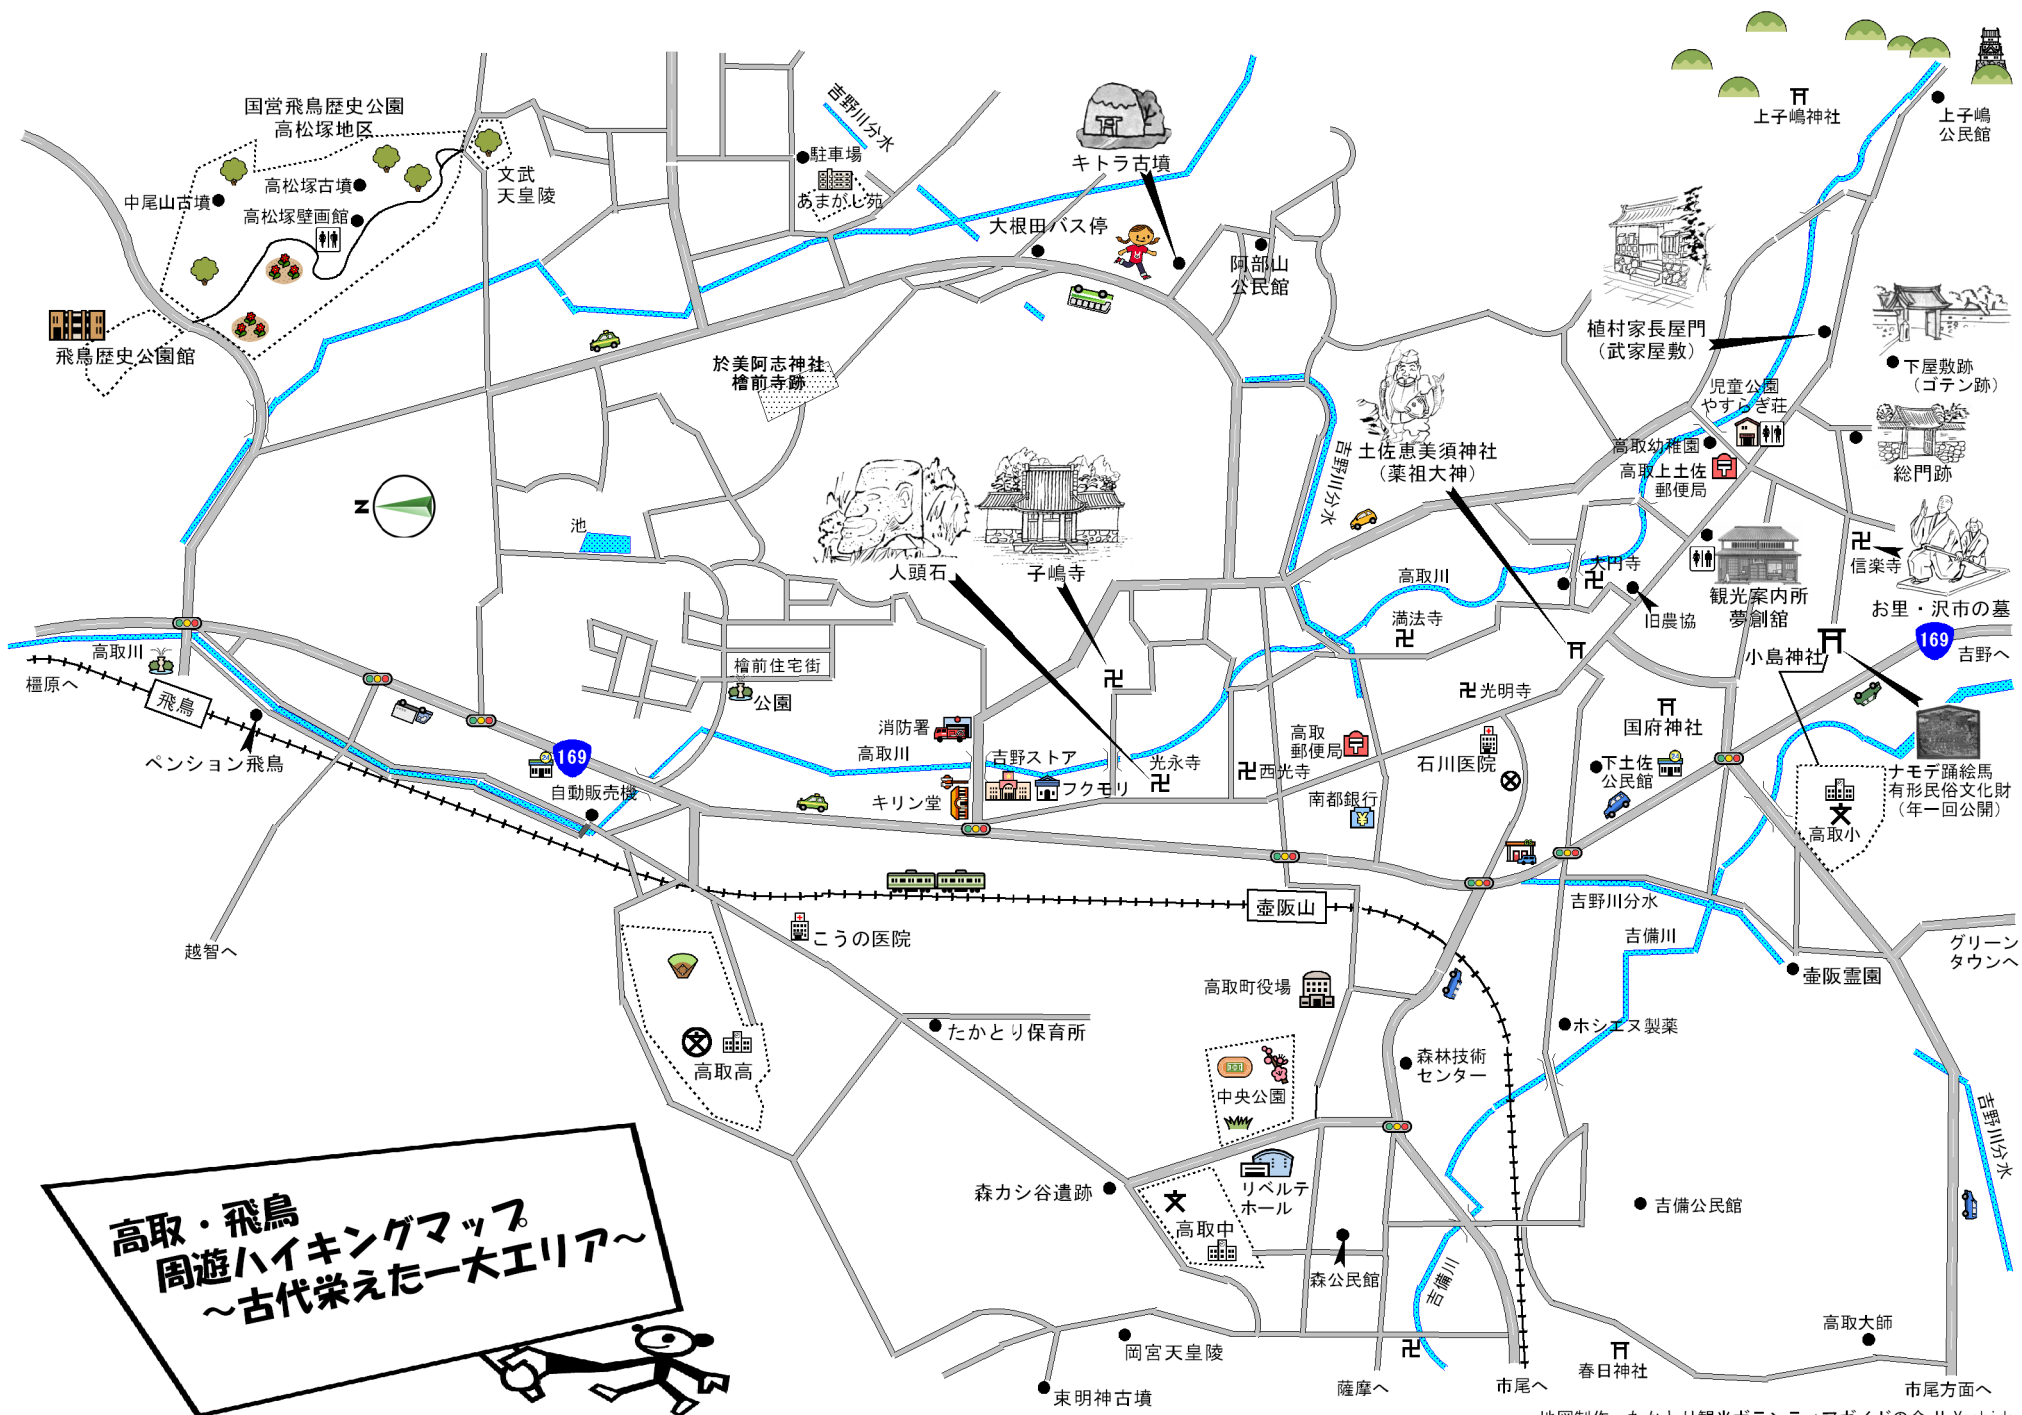 国営飛鳥歴史公園
高松塚地区
中尾山古墳
高松塚古墳
高松塚壁画館
文武
天皇陵
飛鳥歴史公園館
吉野川分水
駐車場
あまがし苑
キトラ古墳
大根田バス停
阿部山
公民館
上子嶋神社
上子嶋
公民館
植村家長屋門
(武家屋敷)
下屋敷跡
(ゴテン跡)
児童公園
やすらぎ荘
高取幼稚園
高取上土佐
郵便局
総門跡
於美阿志神社
檜前寺跡
土佐恵美須神社
(薬祖大神)
吉野川分水
N
池
人頭石
子嶋寺
高取川
大円寺
満法寺
旧農協
観光案内所
夢創館
信楽寺
お里・沢市の墓
小島神社
169
吉野へ
高取川
橿原へ
飛鳥
ペンション飛鳥
檜前住宅街
公園
169
自動販売機
消防署
高取川
吉野ストア
キリン堂
フクモリ
光永寺
西光寺
高取
郵便局
南都銀行
光明寺
石川医院
国府神社
下土佐
公民館
ナモデ踊絵馬
有形民俗文化財
(年一回公開)
高取小
越智へ
こうの医院
壺阪山
吉野川分水
吉備川
グリーン
タウンへ
壺阪霊園
高取町役場
ホシエヌ製薬
たかとり保育所
高取高
森林技術
センター
中央公園
吉野川分水
森カシ谷遺跡
リベルテ
ホール
高取中
吉備公民館
森公民館
吉備川
高取・飛鳥
周遊ハイキングマップ
～古代栄えた一大エリア～
岡宮天皇陵
束明神古墳
薩摩へ
市尾へ
春日神社
高取大師
市尾方面へ